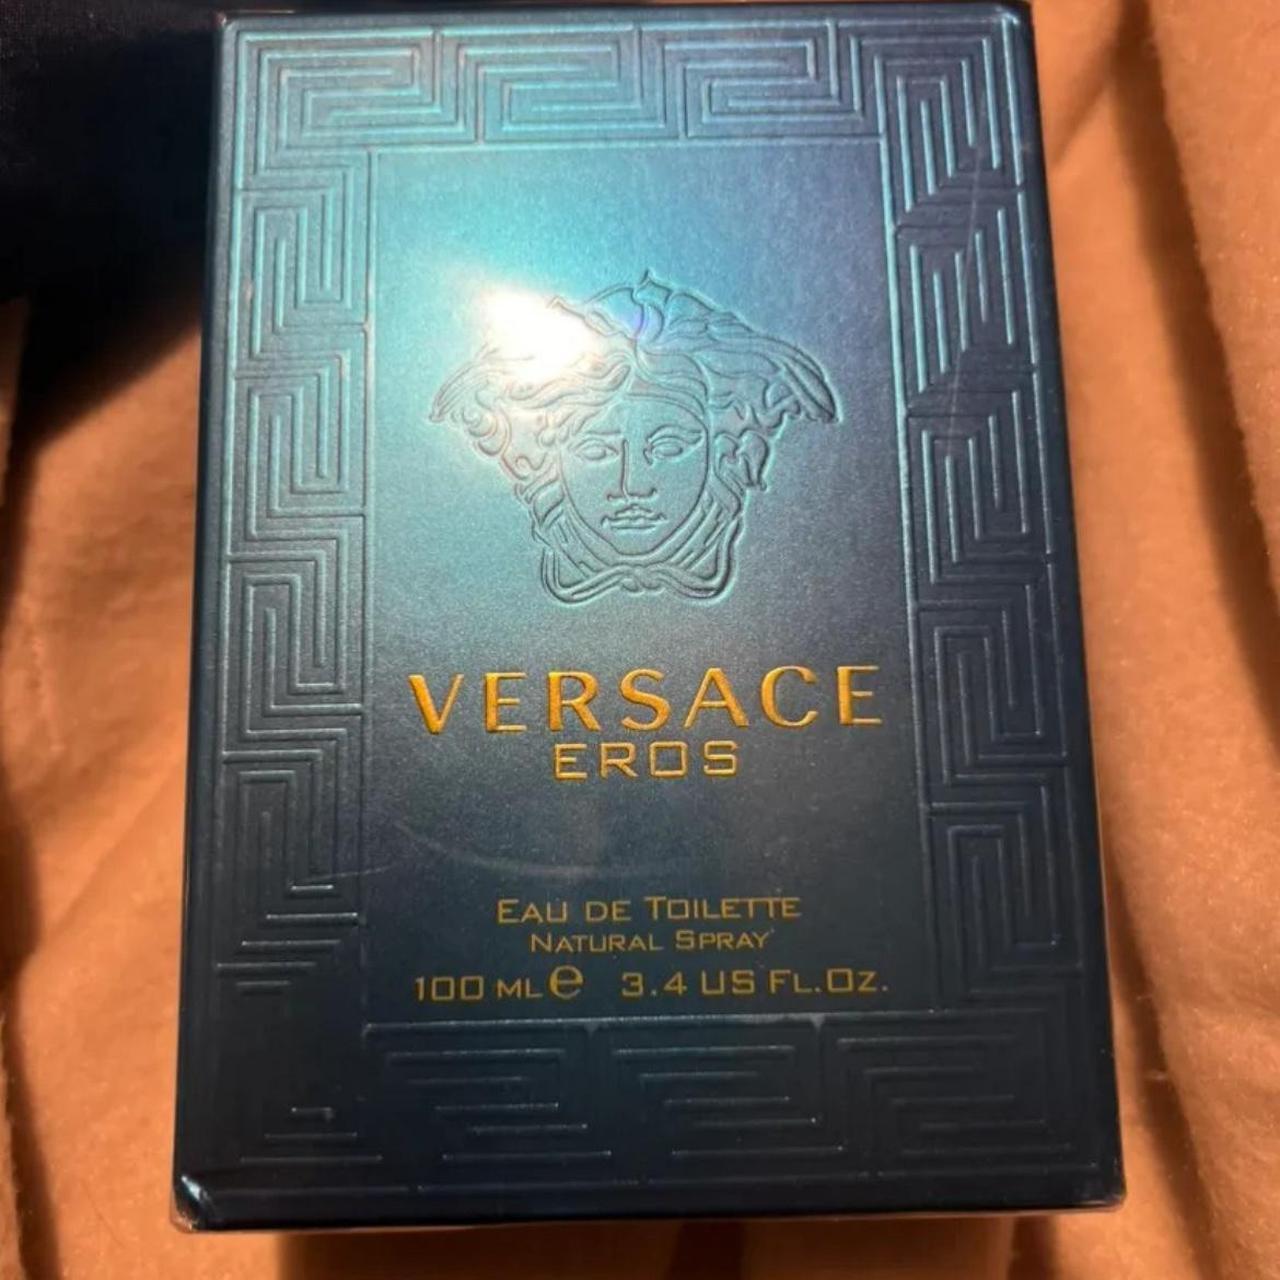 VERSACE
EROS
EAU DE TOILETTE
NATURAL SPRAY
100 ML e 3.4 US FL.OZ.